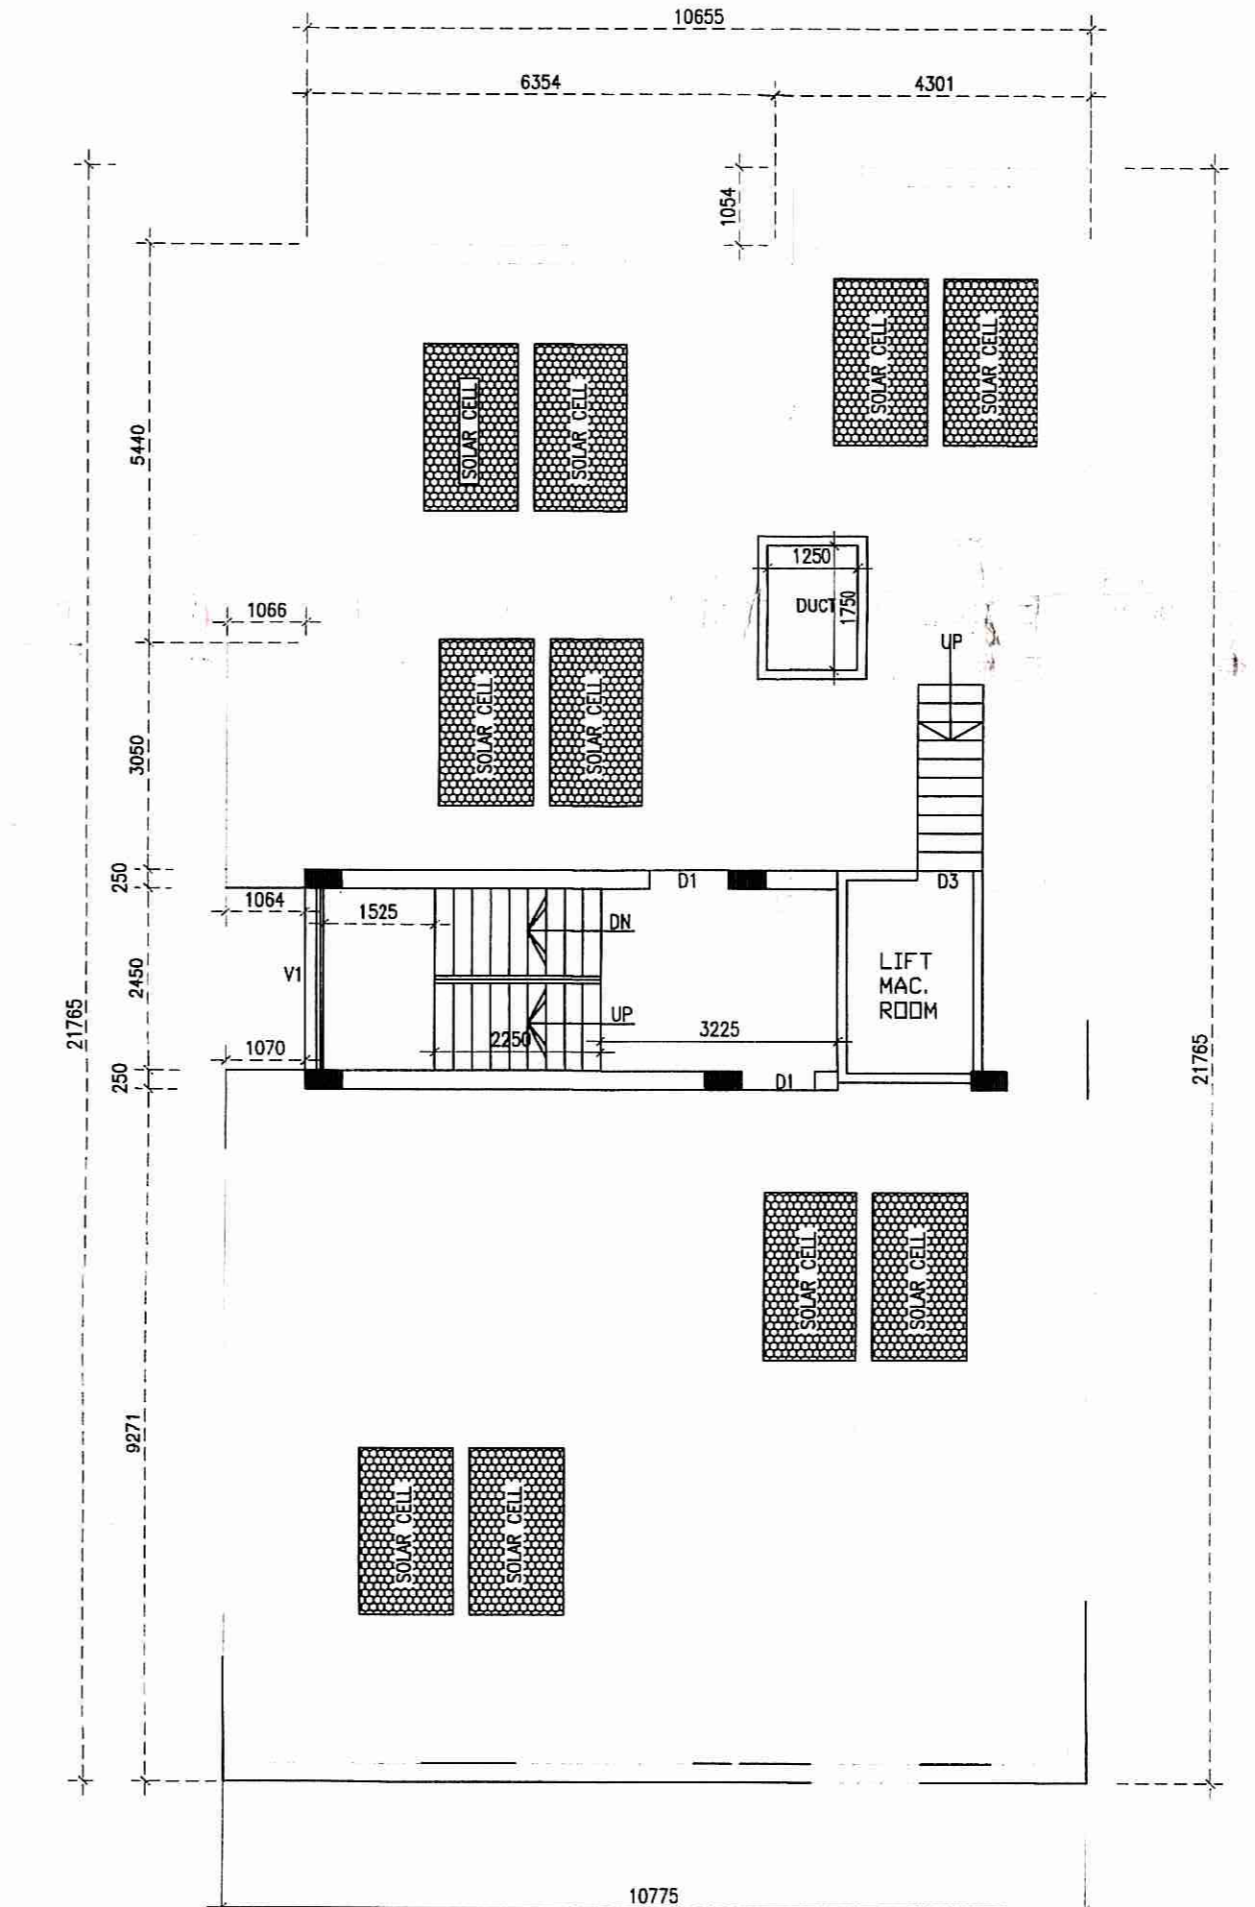 10655
6354
4301
1054
SOLAR CELL
SOLAR CELL
SOLAR CELL
SOLAR CELL
5440
1250
DUCT
1750
1066
UP
SOLAR CELL
SOLAR CELL
3050
250
D1
D3
1064
1525
DN
LIFT
MAC.
ROOM
V1
2450
21765
UP
3225
2250
1070
250
D1
21765
SOLAR CELL
SOLAR CELL
9271
SOLAR CELL
SOLAR CELL
10775